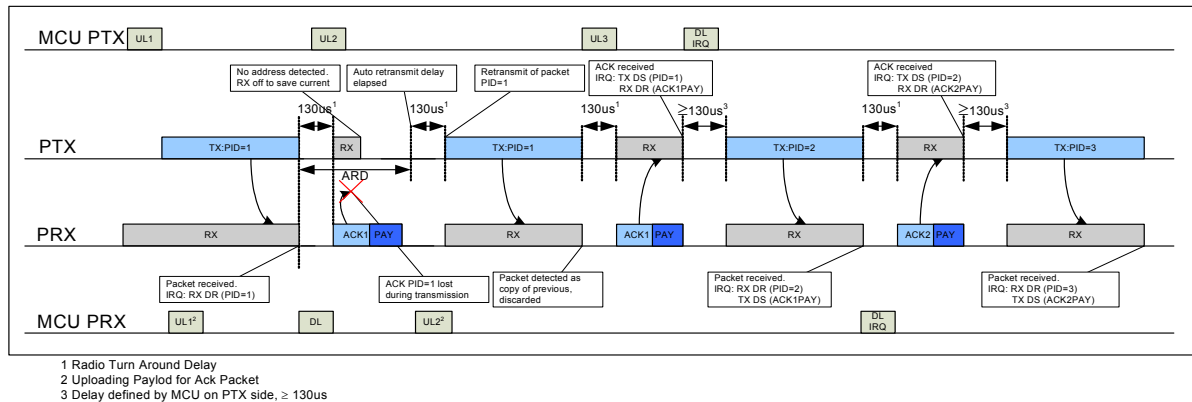 MCU PTX
UL1
UL2
UL3
DL
IRQ
No address detected.
RX off to save current
Auto retransmit delay
elapsed
Retransmit of packet
PID=1
ACK received
IRQ: TX DS (PID=1)
RX DR (ACK1PAY)
ACK received
IRQ: TX DS (PID=2)
RX DR (ACK2PAY)
130us1
130us1
130us1
≥130us3
130us1
≥130us3
PTX
TX:PID=1
RX
TX:PID=1
RX
TX:PID=2
RX
TX:PID=3
ARD
PRX
RX
ACK1 PAY
RX
ACK1 PAY
RX
ACK2 PAY
RX
Packet received.
IRQ: RX DR (PID=1)
ACK PID=1 lost
during transmission
Packet detected as
copy of previous,
discarded
Packet received.
IRQ: RX DR (PID=2)
TX DS (ACK1PAY)
Packet received.
IRQ: RX DR (PID=3)
TX DS (ACK2PAY)
MCU PRX
UL1²
DL
UL2²
DL
IRQ
1 Radio Turn Around Delay
2 Uploading Paylod for Ack Packet
3 Delay defined by MCU on PTX side, ≥ 130us